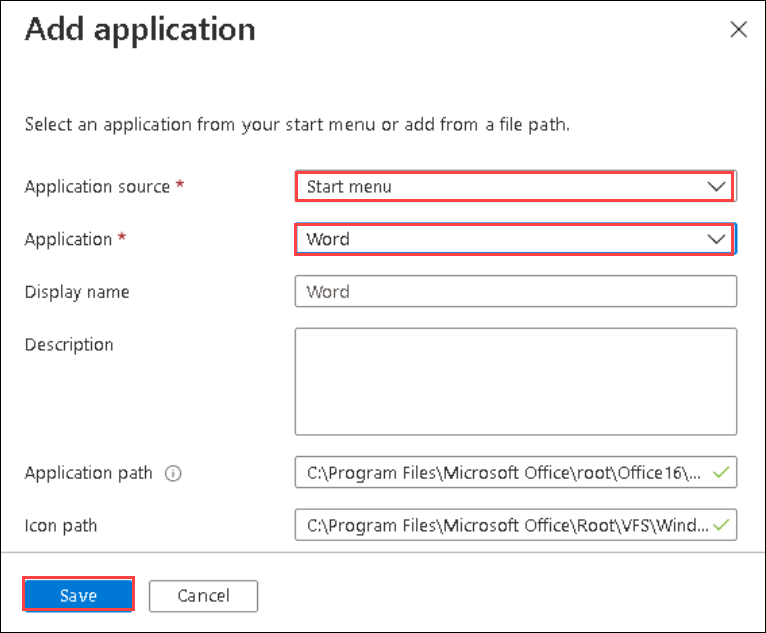 Add application
Select an application from your start menu or add from a file path.
Application source *
Start menu
Application *
Word
Display name
Word
Description
Application path
C:\Program Files\Microsoft Office\root\Office16\...
Icon path
C:\Program Files\Microsoft Office\Root\VFS\Wind...
Save
Cancel